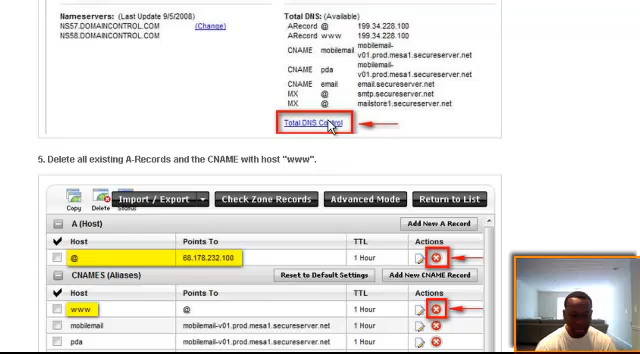 Nameservers: (Last Update 9/5/2008)
NS57.DOMAINCONTROL.COM (Change)
NS58.DOMAINCONTROL.COM
Total DNS: (Available)
ARecord @ 199.34.228.100
ARecord www 199.34.228.100
CNAME mobilemail mobilemail-v01.prod.mesa1.secureserver.net
CNAME pda mobilemail-v01.prod.mesa1.secureserver.net
CNAME email email.secureserver.net
MX @ smtp.secureserver.net
MX @ mailstore1.secureserver.net
Total DNS Control
5. Delete all existing A-Records and the CNAME with host "www".
Copy Delete Import / Export Check Zone Records Advanced Mode Return to List
A (Host) Add New A Record
Host Points To TTL Actions
@ 68.178.232.100 1 Hour
CNAMES (Aliases) Reset to Default Settings Add New CNAME Record
Host Points To TTL Actions
www @ 1 Hour
mobilemail mobilemail-v01.prod.mesa1.secureserver.net 1 Hour
pda mobilemail-v01.prod.mesa1.secureserver.net 1 Hour